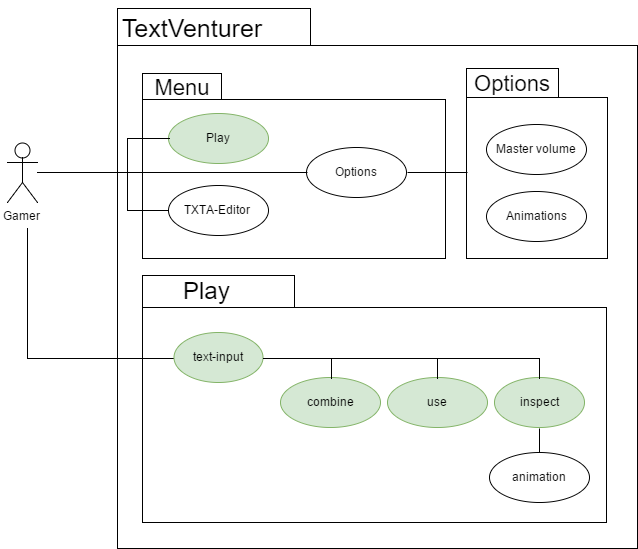 TextVenturer
Menu
Options
Play
Master volume
Options
Gamer
TXTA-Editor
Animations
Play
text-input
combine
use
inspect
animation